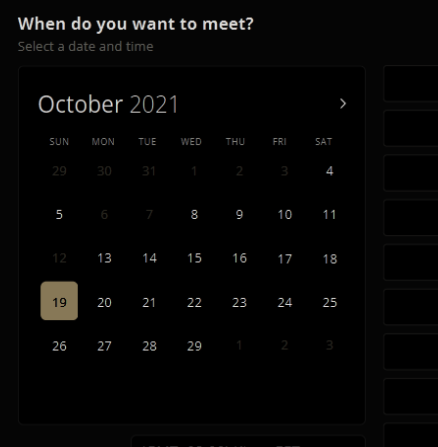 When do you want to meet?
Select a date and time
October 2021
SUN MON TUE WED THU FRI SAT
29 30 31 1 2 3 4
5 6 7 8 9 10 11
12 13 14 15 16 17 18
19 20 21 22 23 24 25
26 27 28 29 1 2 3